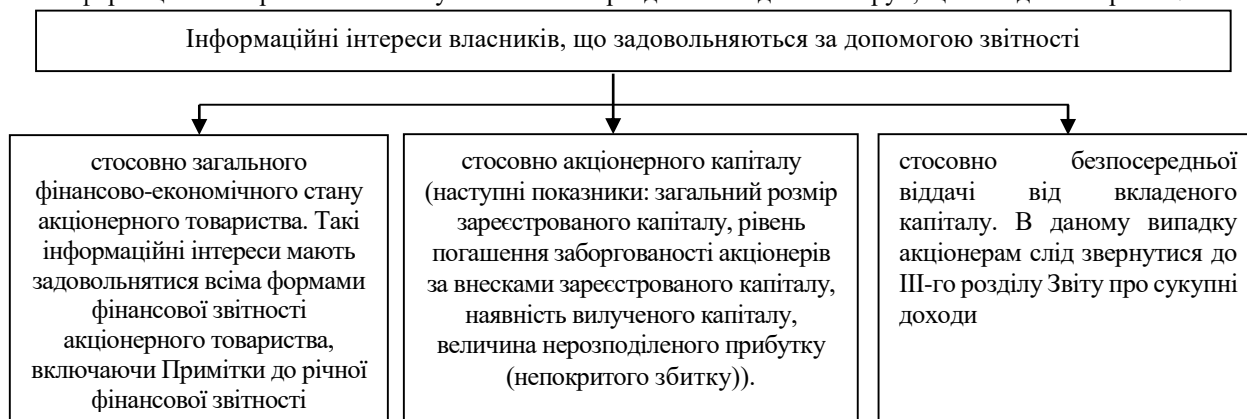 Інформаційні інтереси власників, що задовольняються за допомогою звітності
стосовно загального
фінансово-економічного стану
акціонерного товариства. Такі
інформаційні інтереси мають
задовольнятися всіма формами
фінансової звітності
акціонерного товариства,
включаючи Примітки до річної
фінансової звітності
стосовно акціонерного капіталу
(наступні показники: загальний розмір
зареєстрованого капіталу, рівень
погашення заборгованості акціонерів
за внесками зареєстрованого капіталу,
наявність вилученого капіталу,
величина нерозподіленого прибутку
(непокритого збитку)).
стосовно безпосередньої
віддачі від вкладеного
капіталу. В даному випадку
акціонерам слід звернутися до
ІІІ-го розділу Звіту про сукупні
доходи